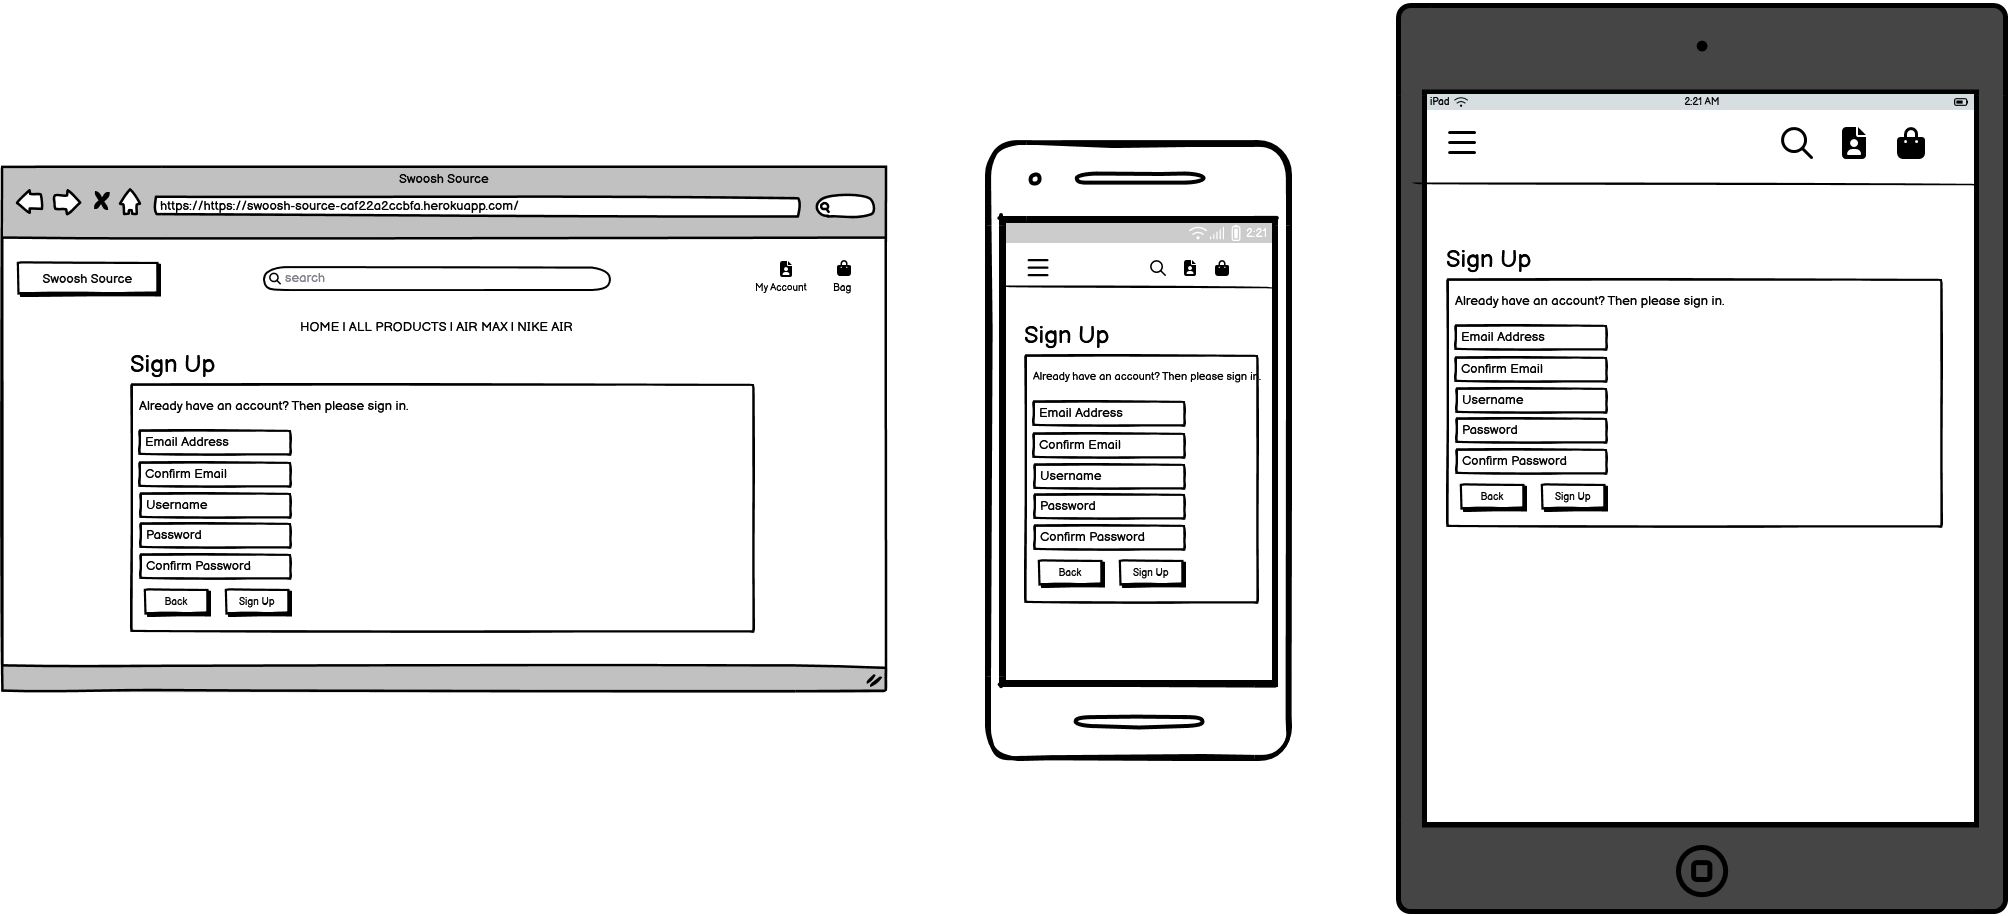 Swoosh Source
https://https://swoosh-source-caf22a2ccbfa.herokuapp.com/
Swoosh Source
search
My Account
Bag
HOME | ALL PRODUCTS | AIR MAX | NIKE AIR
Sign Up
Already have an account? Then please sign in.
Email Address
Confirm Email
Username
Password
Confirm Password
Back
Sign Up
2:21
Sign Up
Already have an account? Then please sign in.
Email Address
Confirm Email
Username
Password
Confirm Password
Back
Sign Up
iPad
2:21 AM
Sign Up
Already have an account? Then please sign in.
Email Address
Confirm Email
Username
Password
Confirm Password
Back
Sign Up